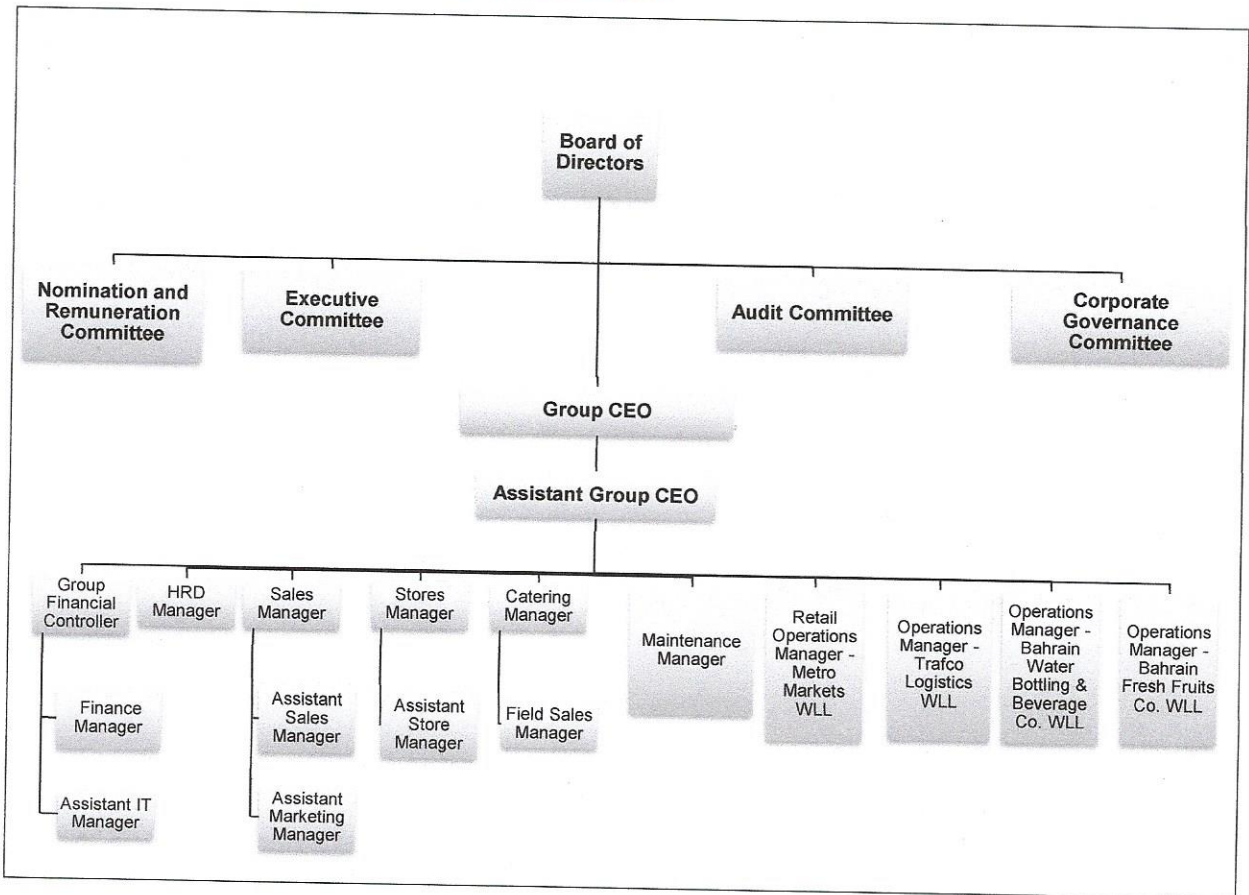 Board of
Directors
Nomination and
Remuneration
Committee
Executive
Committee
Audit Committee
Corporate
Governance
Committee
Group CEO
Assistant Group CEO
Group
Financial
Controller
HRD
Manager
Sales
Manager
Stores
Manager
Catering
Manager
Maintenance
Manager
Retail
Operations
Manager -
Metro
Markets
WLL
Operations
Manager -
Trafco
Logistics
WLL
Operations
Manager -
Bahrain
Water
Bottling &
Beverage
Co. WLL
Operations
Manager -
Bahrain
Fresh Fruits
Co. WLL
Finance
Manager
Assistant
Sales
Manager
Assistant
Store
Manager
Field Sales
Manager
Assistant IT
Manager
Assistant
Marketing
Manager